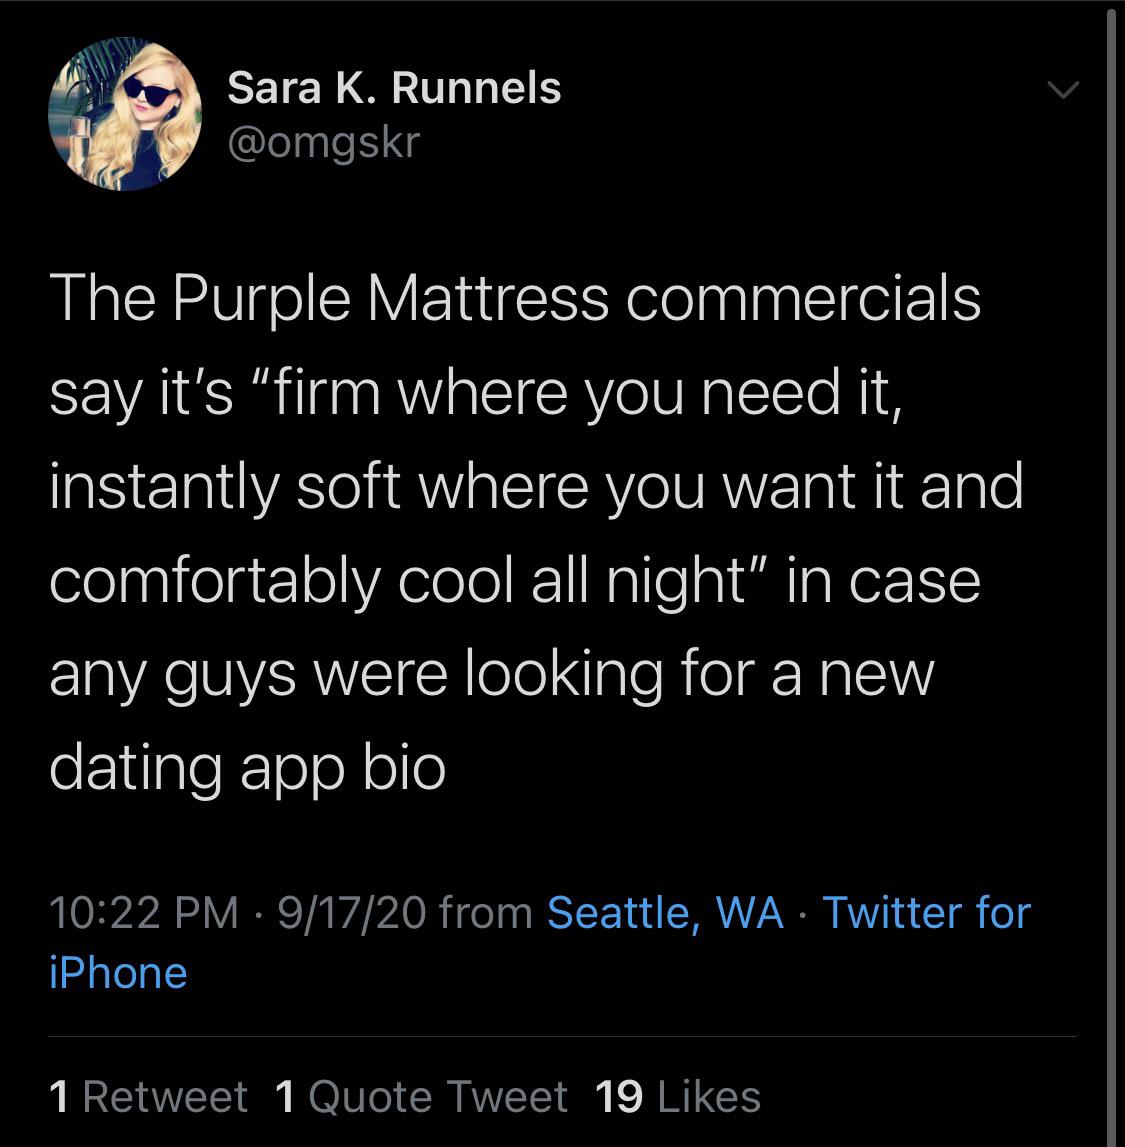 Sara K. Runnels
@omgskr
The Purple Mattress commercials
say it’s “firm where you need it,
instantly soft where you want it and
comfortably cool all night” in case
any guys were looking for a new
dating app bio
10:22 PM · 9/17/20 from Seattle, WA · Twitter for
iPhone
1 Retweet 1 Quote Tweet 19 Likes